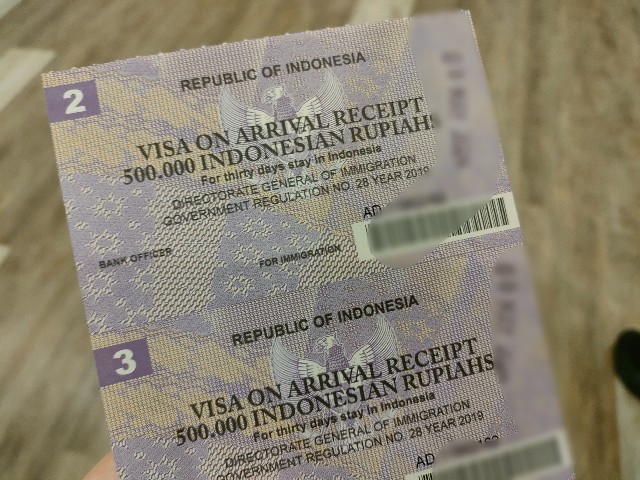 2
REPUBLIC OF INDONESIA
VISA ON ARRIVAL RECEIPT
500.000 INDONESIAN RUPIAHS
For thirty days stay in Indonesia
DIRECTORATE GENERAL OF IMMIGRATION
GOVERNMENT REGULATION NO. 28 YEAR 2019
AD
BANK OFFICER
FOR IMMIGRATION
3
REPUBLIC OF INDONESIA
VISA ON ARRIVAL RECEIPT
500.000 INDONESIAN RUPIAHS
For thirty days stay in Indonesia
DIRECTORATE GENERAL OF IMMIGRATION
GOVERNMENT REGULATION NO. 28 YEAR 2019
AD